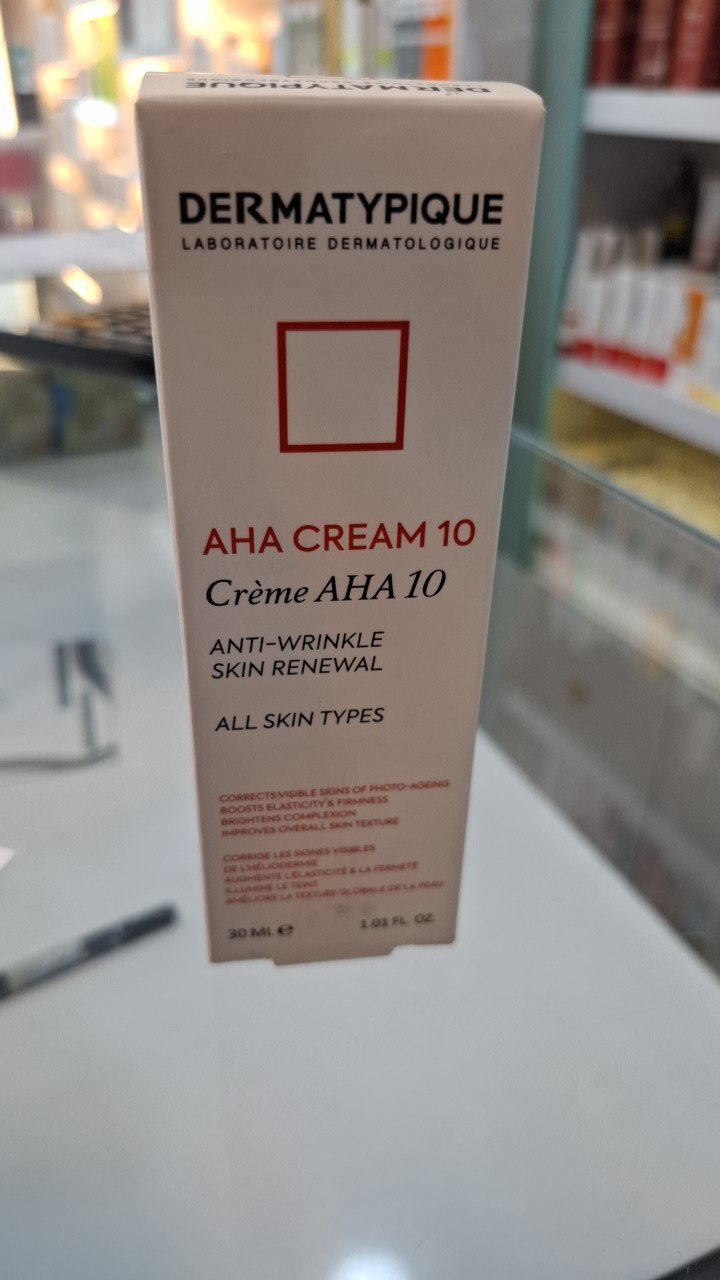 DERMATYPIQUE
DERMATYPIQUE
LABORATOIRE DERMATOLOGIQUE
AHA CREAM 10
Crème AHA 10
ANTI-WRINKLE
SKIN RENEWAL
ALL SKIN TYPES
CORRECTS VISIBLE SIGNS OF PHOTO-AGEING
BOOSTS ELASTICITY & FIRMNESS
BRIGHTENS COMPLEXION
IMPROVES OVERALL SKIN TEXTURE
CORRIGE LES SIGNES VISIBLES
DE L'HÉLIODERMIE
AUGMENTE L'ÉLASTICITÉ & LA FERMETÉ
ILLUMINE LE TEINT
AMÉLIORE LA TEXTURE GLOBALE DE LA PEAU
30 ML ℮ 1.01 FL. OZ.